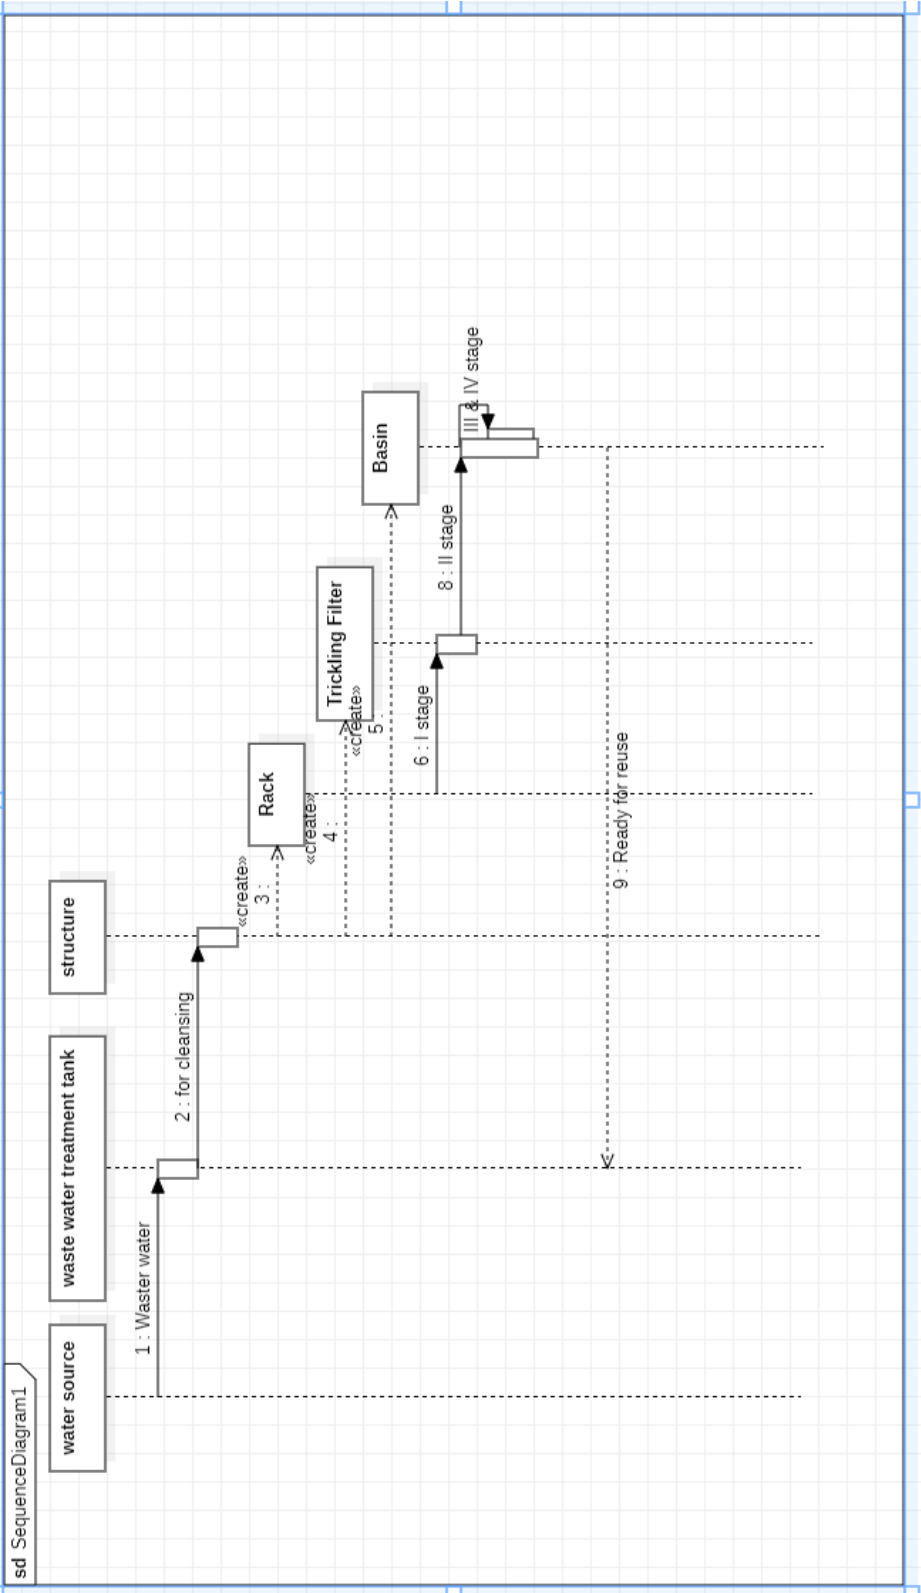 sd SequenceDiagram1
water source
waste water treatment tank
structure
Rack
Trickling Filter
Basin
1 : Waster water
2 : for cleansing
«create»
3 :
«create»
4 :
«create»
5 :
6 : I stage
8 : II stage
III & IV stage
9 : Ready for reuse